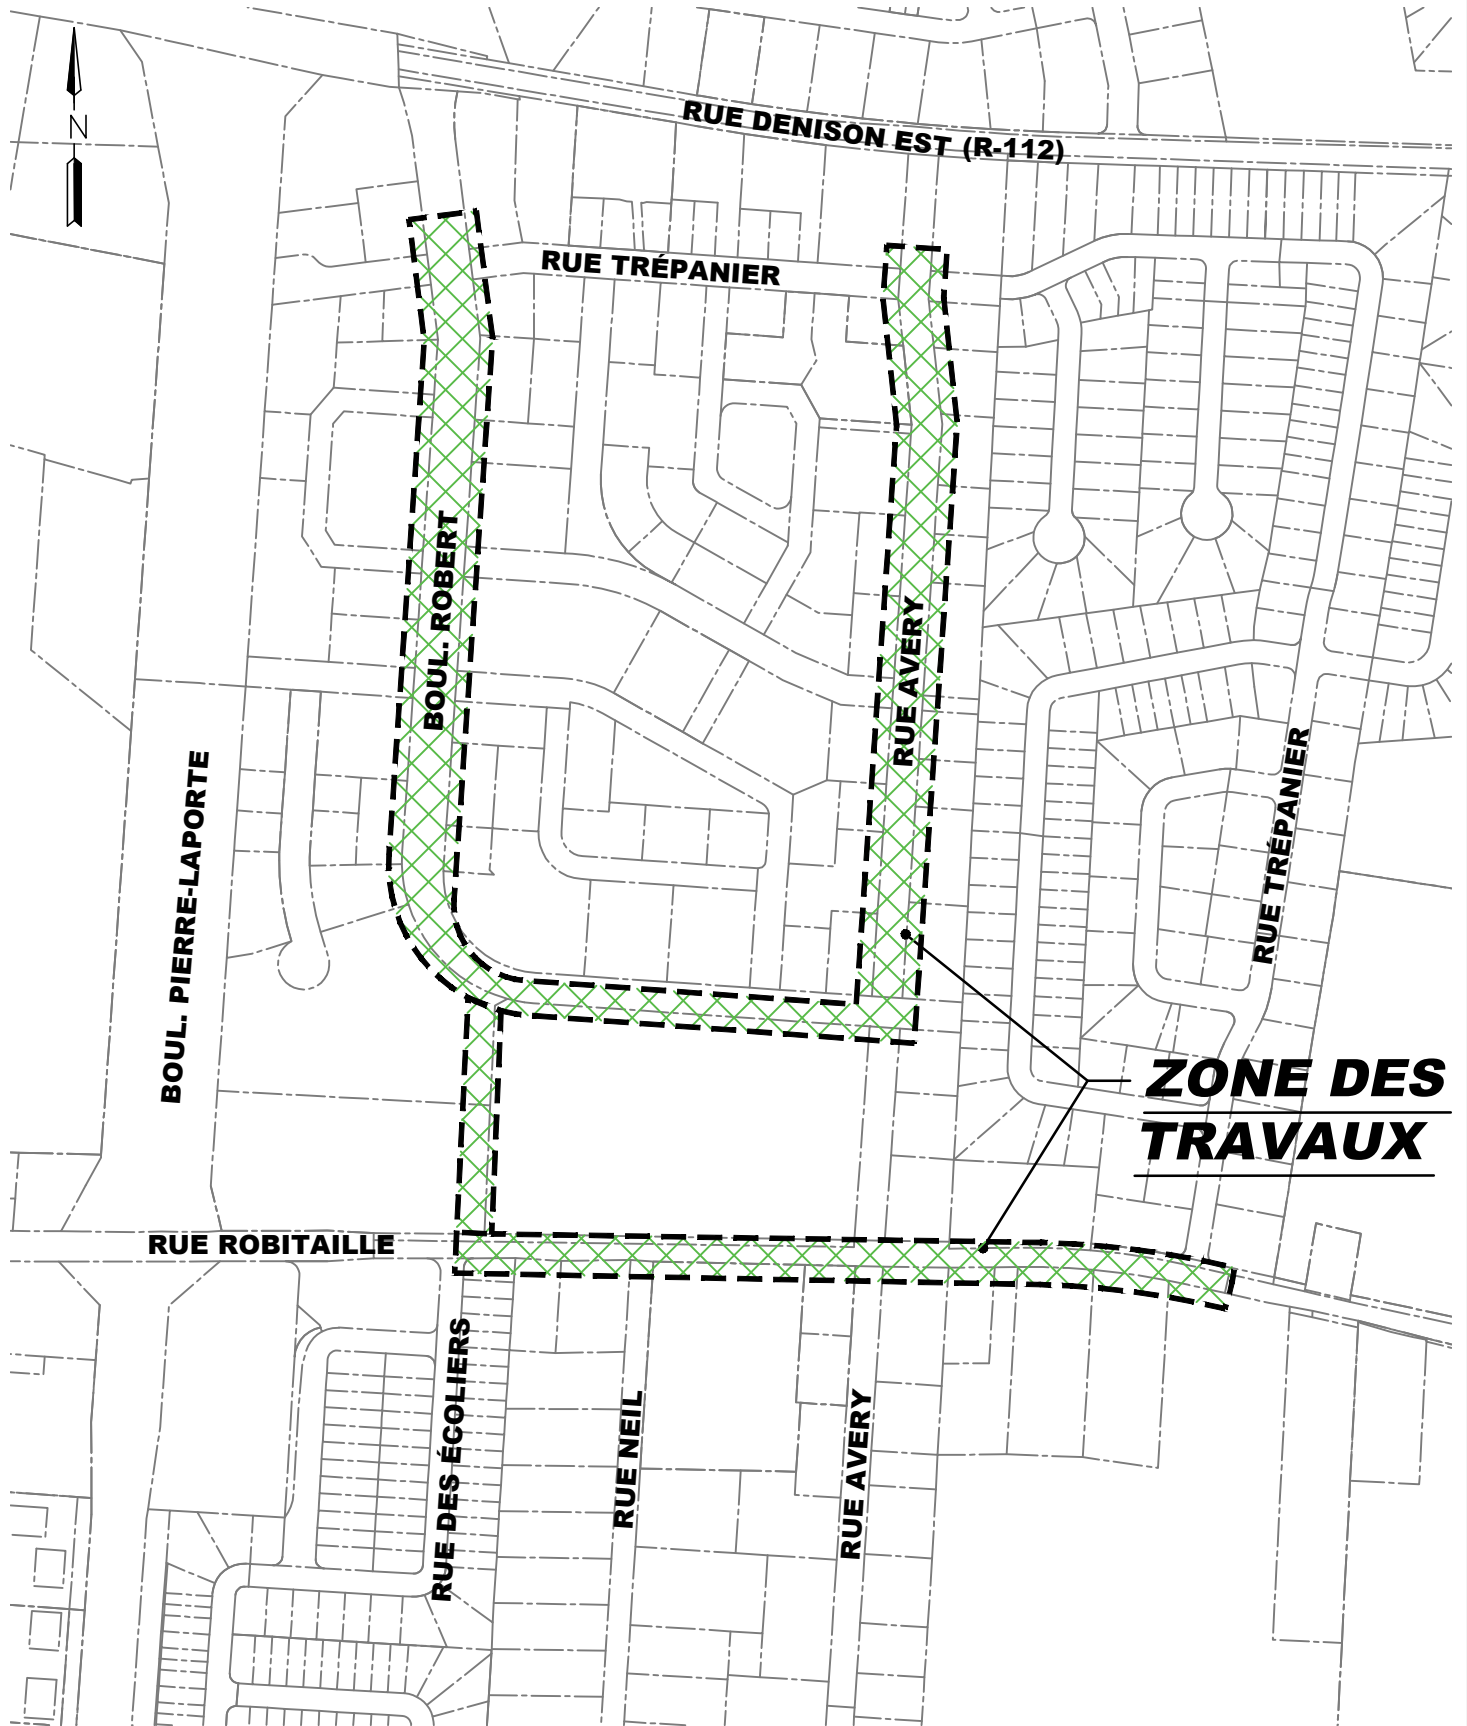 RUE DENISON EST (R-112)
N
RUE TRÉPANIER
BOUL. ROBERT
RUE AVERY
RUE TRÉPANIER
BOUL. PIERRE-LAPORTE
ZONE DES
TRAVAUX
RUE ROBITAILLE
RUE DES ÉCOLIERS
RUE NEIL
RUE AVERY